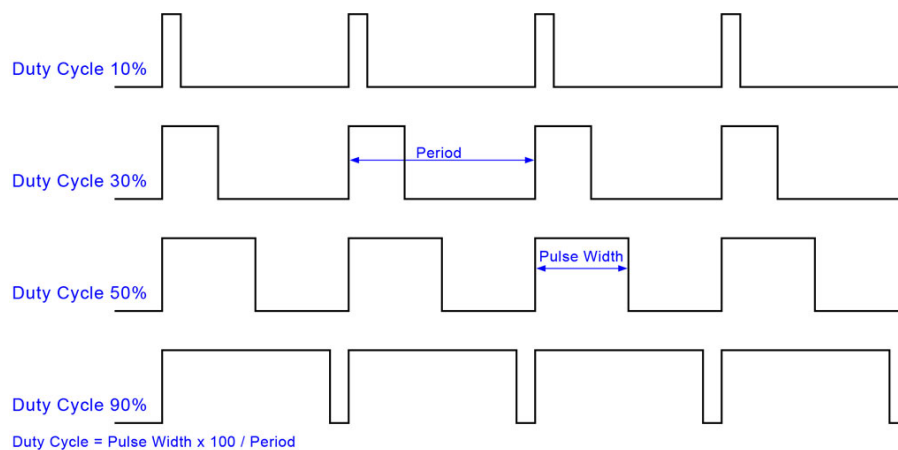 Duty Cycle 10%
Period
Duty Cycle 30%
Pulse Width
Duty Cycle 50%
Duty Cycle 90%
Duty Cycle = Pulse Width x 100 / Period